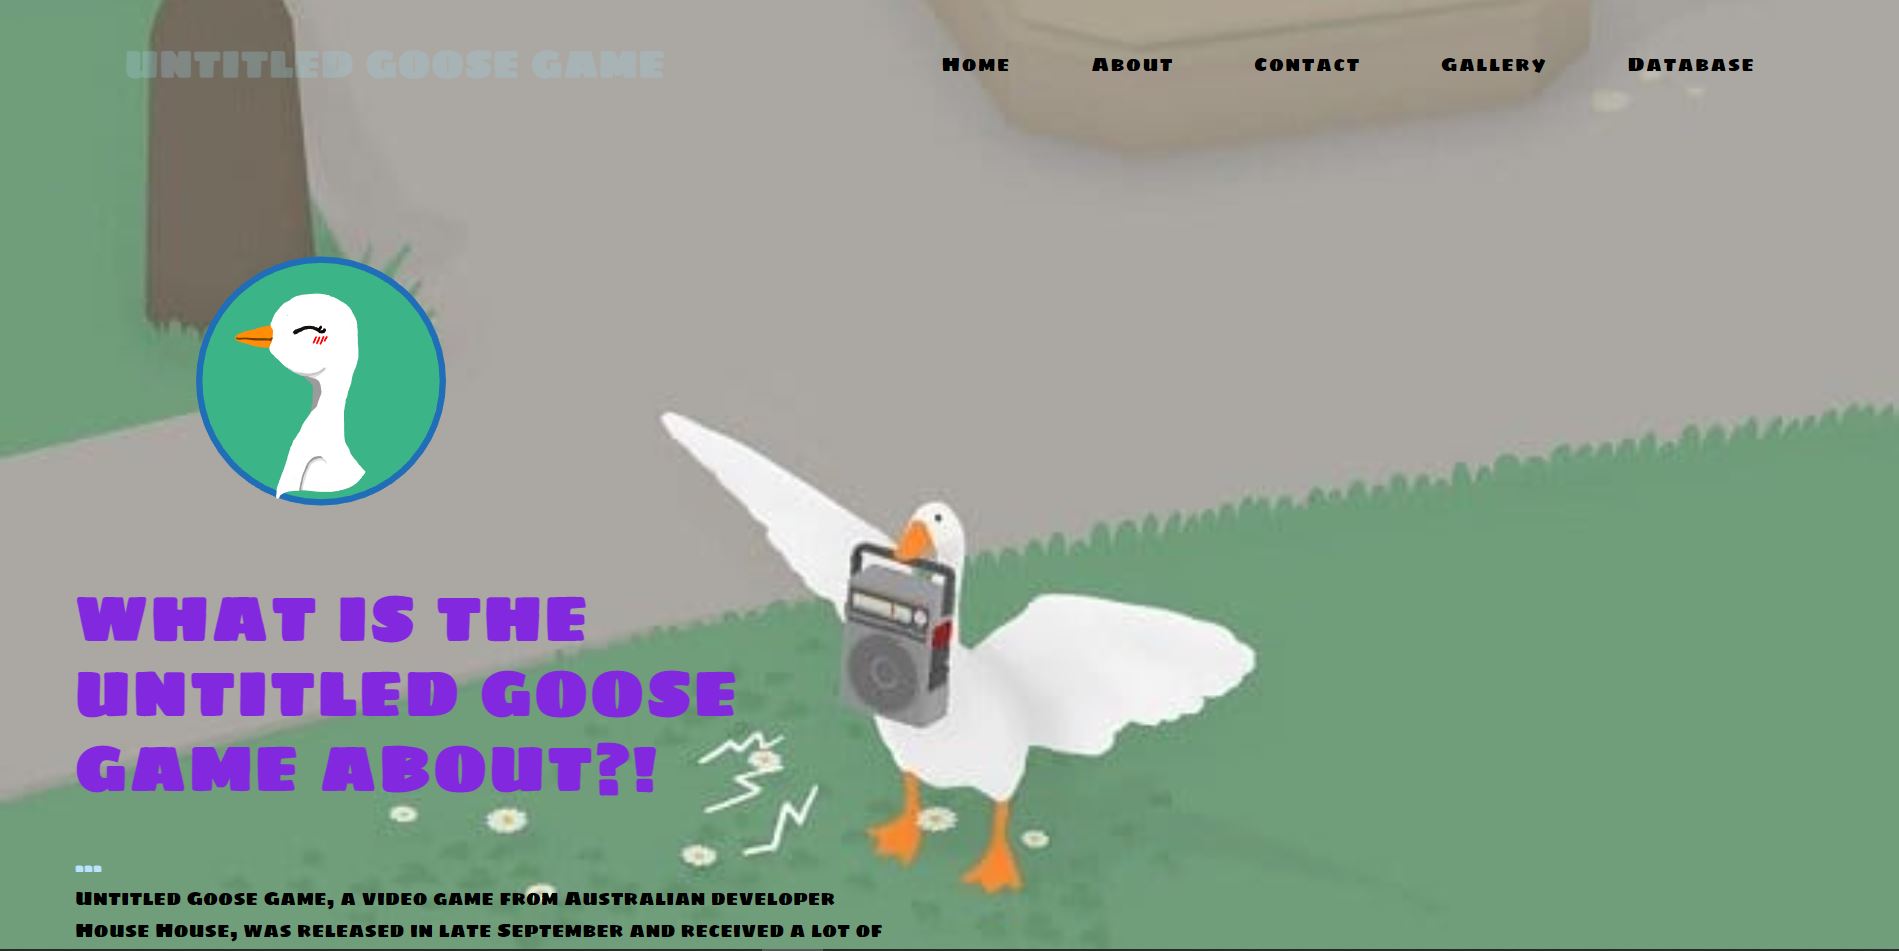 UNTITLED GOOSE GAME
Home About Contact Gallery Database
WHAT IS THE
UNTITLED GOOSE
GAME ABOUT?!
...
Untitled Goose Game, a video game from Australian developer
House House, was released in late September and received a lot of